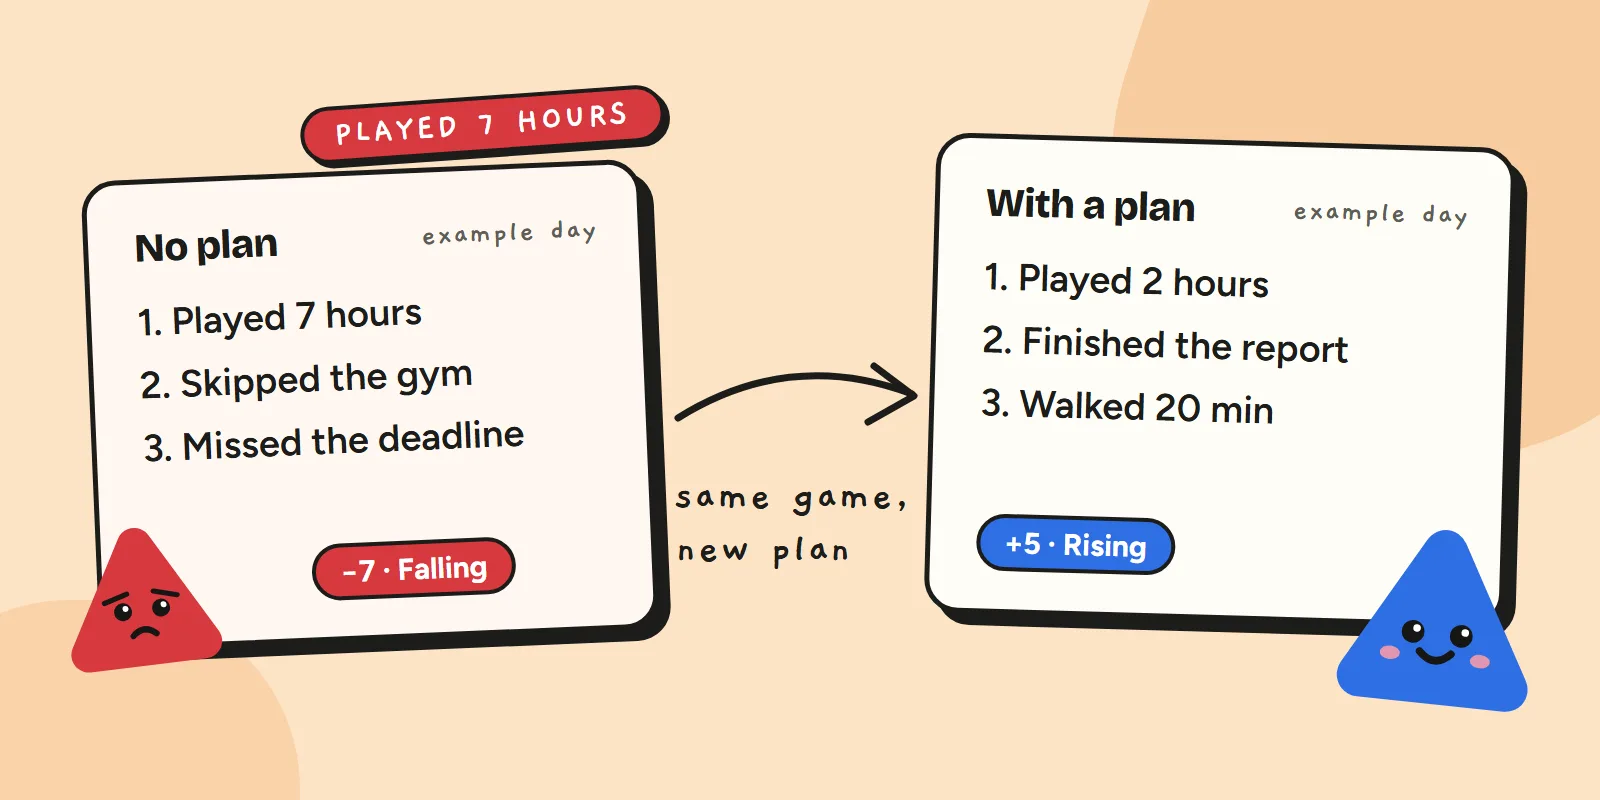 PLAYED 7 HOURS
No plan
example day
1. Played 7 hours
2. Skipped the gym
3. Missed the deadline
−7 · Falling
same game,
new plan
With a plan
example day
1. Played 2 hours
2. Finished the report
3. Walked 20 min
+5 · Rising